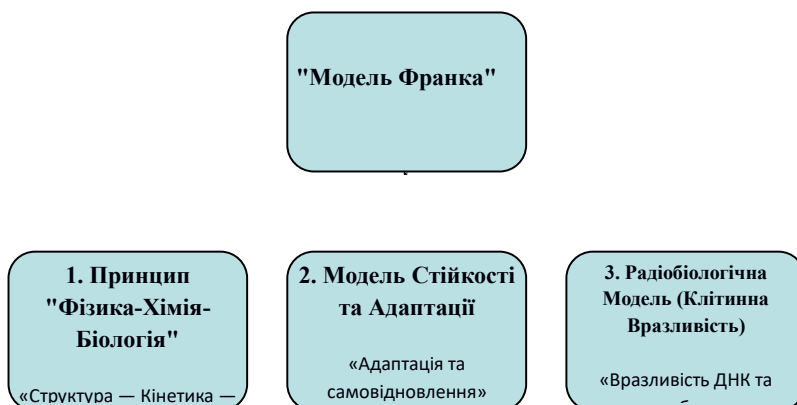 "Модель Франка"
1. Принцип
"Фізика-Хімія-
Біологія"
«Структура — Кінетика —
2. Модель Стійкості
та Адаптації
«Адаптація та
самовідновлення»
3. Радіобіологічна
Модель (Клітинна
Вразливість)
«Вразливість ДНК та